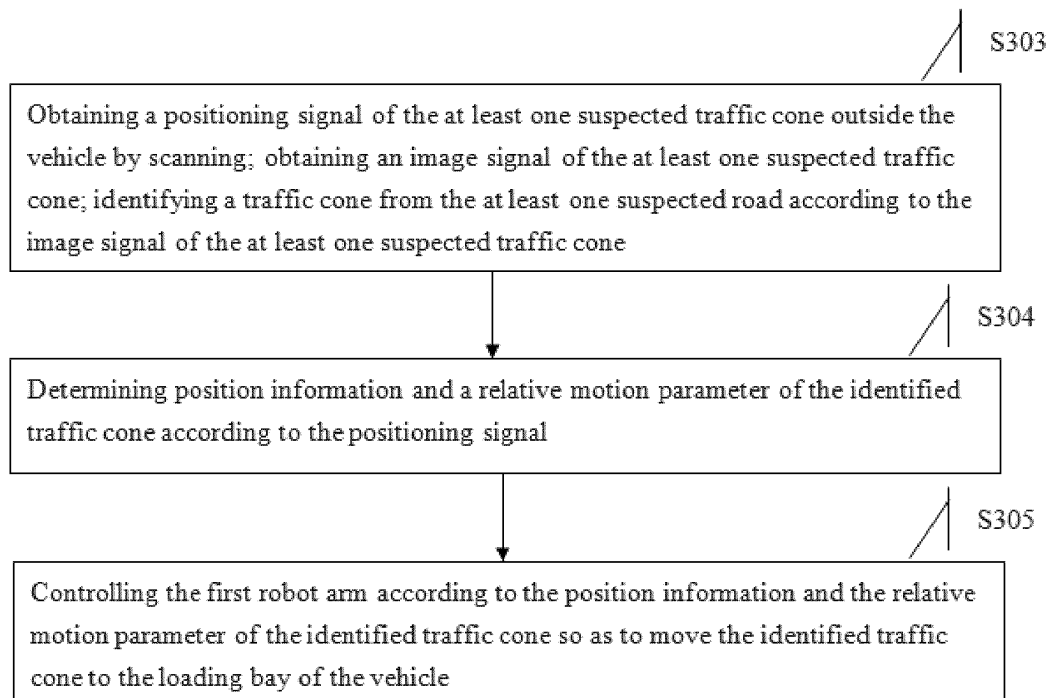 S303
Obtaining a positioning signal of the at least one suspected traffic cone outside the
vehicle by scanning; obtaining an image signal of the at least one suspected traffic
cone; identifying a traffic cone from the at least one suspected road according to the
image signal of the at least one suspected traffic cone
S304
Determining position information and a relative motion parameter of the identified
traffic cone according to the positioning signal
S305
Controlling the first robot arm according to the position information and the relative
motion parameter of the identified traffic cone so as to move the identified traffic
cone to the loading bay of the vehicle